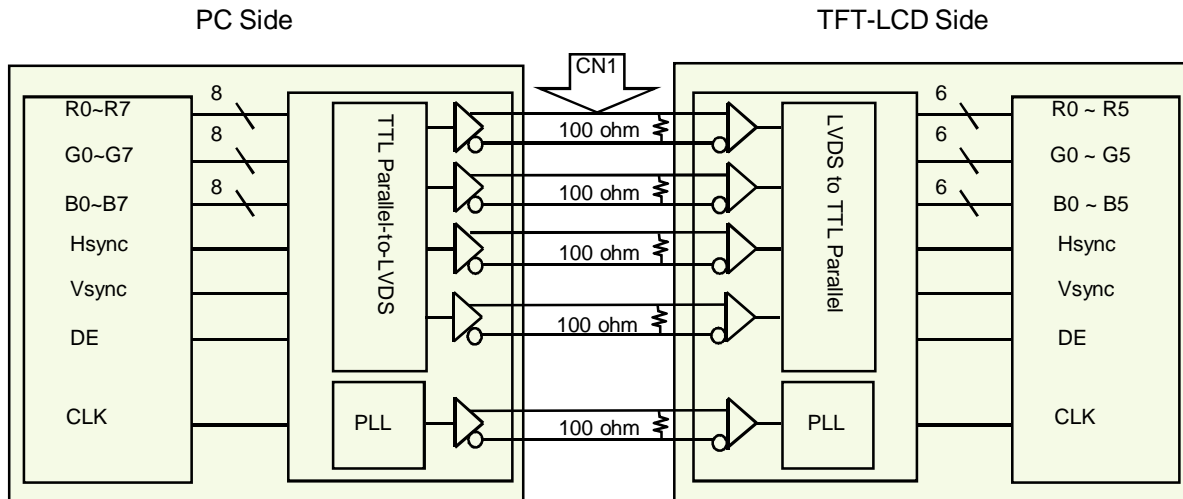 PC Side
TFT-LCD Side
CN1
R0~R7
8
G0~G7
8
B0~B7
8
Hsync
Vsync
DE
CLK
TTL Parallel-to-LVDS
PLL
100 ohm
100 ohm
100 ohm
100 ohm
100 ohm
LVDS to TTL Parallel
PLL
6
R0 ~ R5
6
G0 ~ G5
6
B0 ~ B5
Hsync
Vsync
DE
CLK